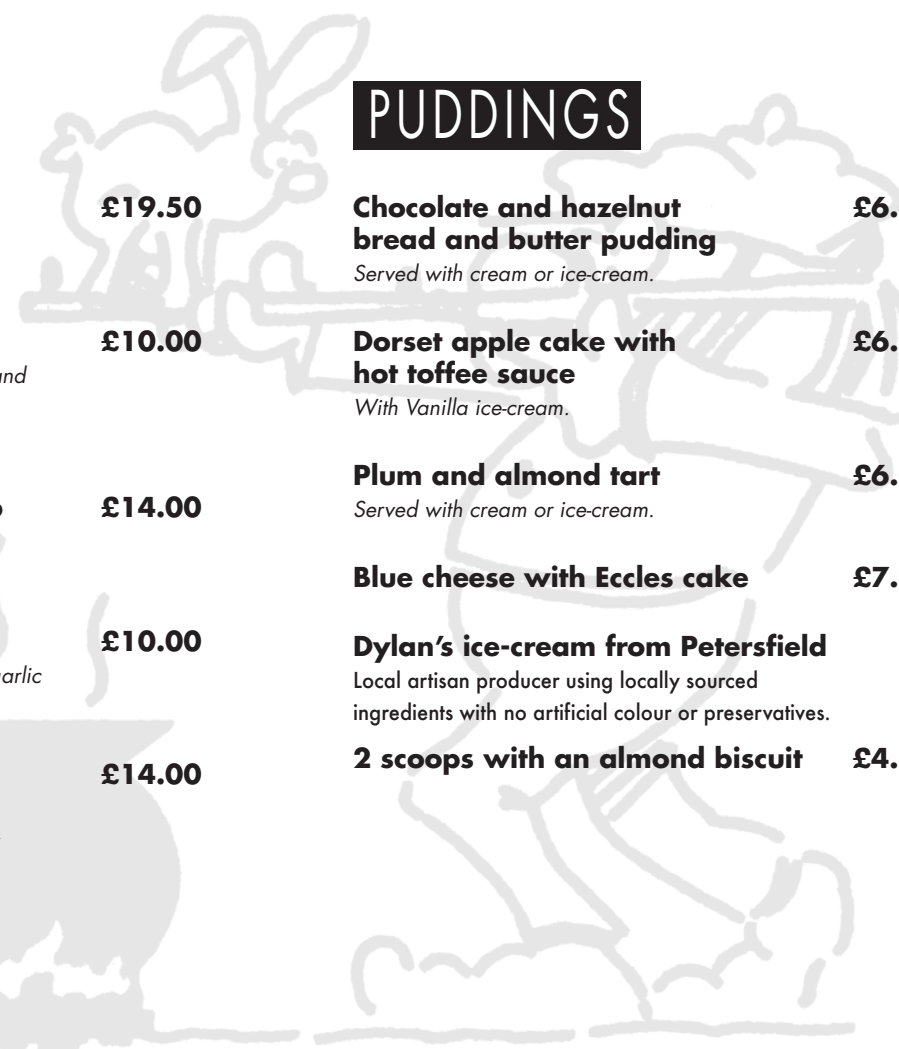 £19.50
£10.00
and
£14.00
£10.00
£14.00
PUDDINGS
Chocolate and hazelnut £6.
bread and butter pudding
Served with cream or ice-cream.
Dorset apple cake with £6.
hot toffee sauce
With Vanilla ice-cream.
Plum and almond tart £6.
Served with cream or ice-cream.
Blue cheese with Eccles cake £7.
Dylan’s ice-cream from Petersfield
Local artisan producer using locally sourced
ingredients with no artificial colour or preservatives.
2 scoops with an almond biscuit £4.